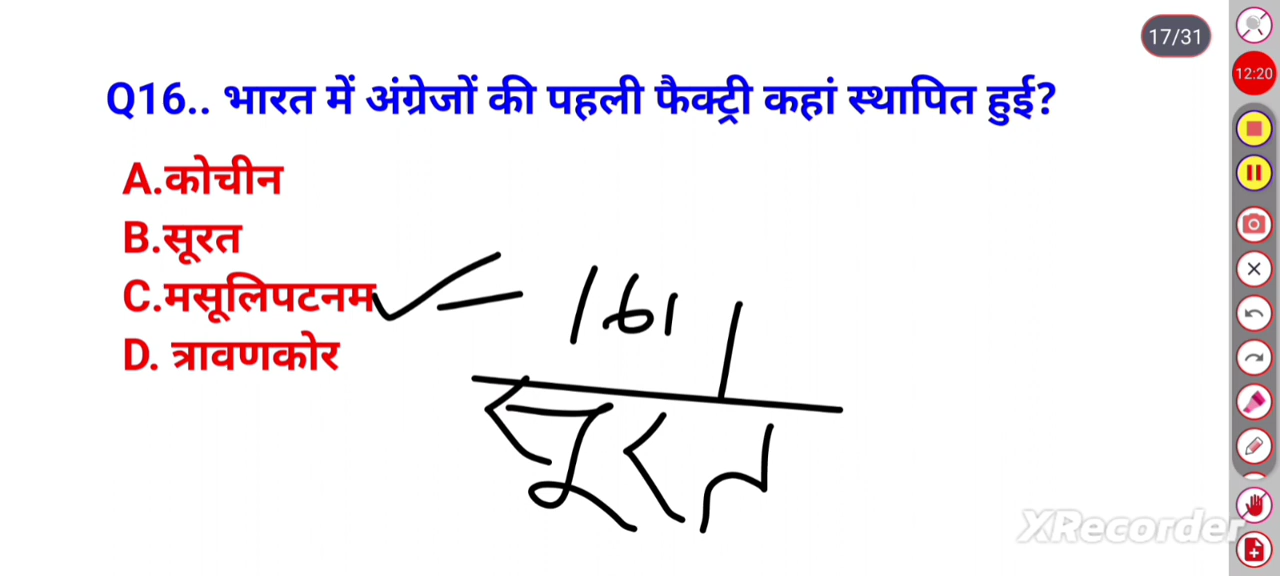 17/31
12:20
Q16.. भारत में अंग्रेजों की पहली फैक्ट्री कहां स्थापित हुई?
A.कोचीन
B.सूरत
C.मसूलिपटनम
1611
D. त्रावणकोर
सूरत
XRecorder